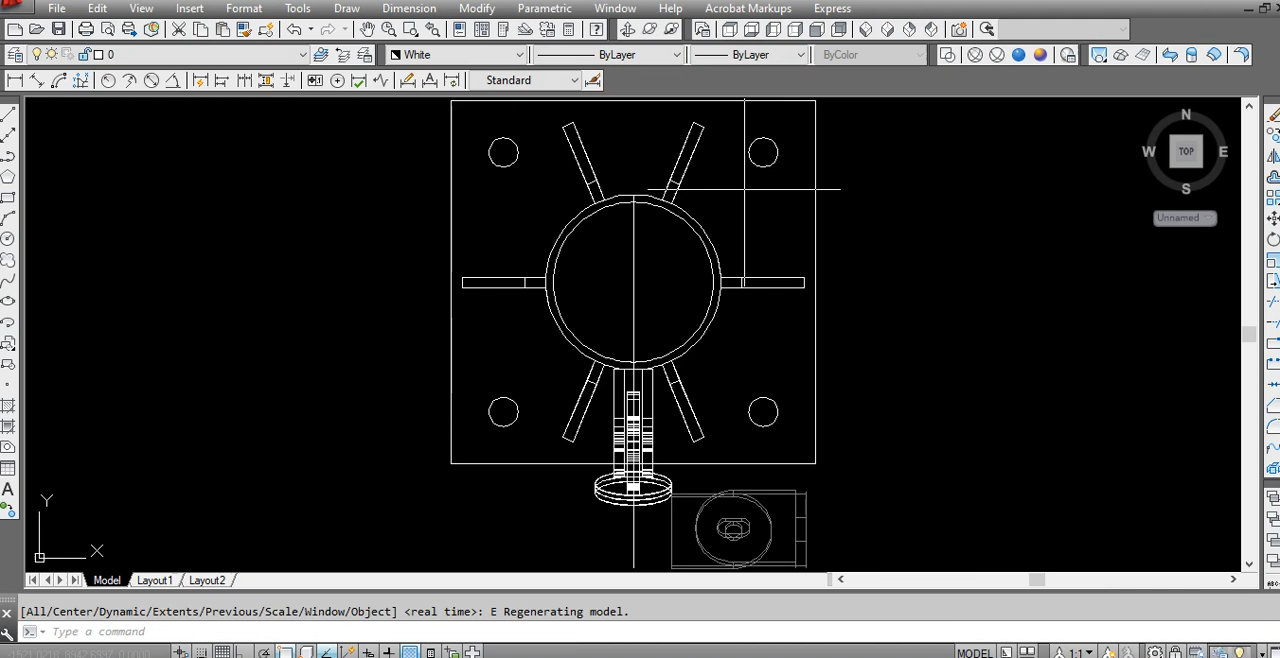 File Edit View Insert Format Tools Draw Dimension Modify Parametric Window Help Acrobat Markups Express
0 White ByLayer ByLayer ByColor
Standard
N
W TOP E
S
Unnamed
Y
X
Model Layout1 Layout2
[All/Center/Dynamic/Extents/Previous/Scale/Window/Object] <real time>: E Regenerating model.
Type a command
MODEL 1:1